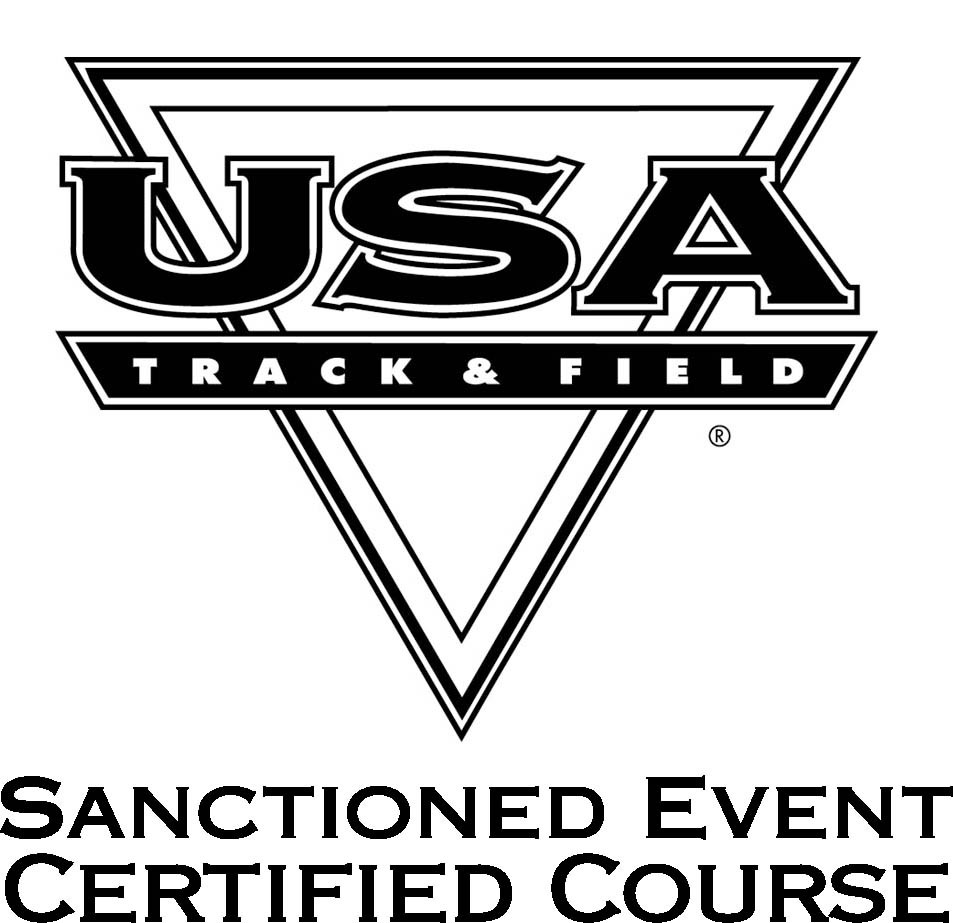 USA
TRACK & FIELD
®
SANCTIONED EVENT
CERTIFIED COURSE